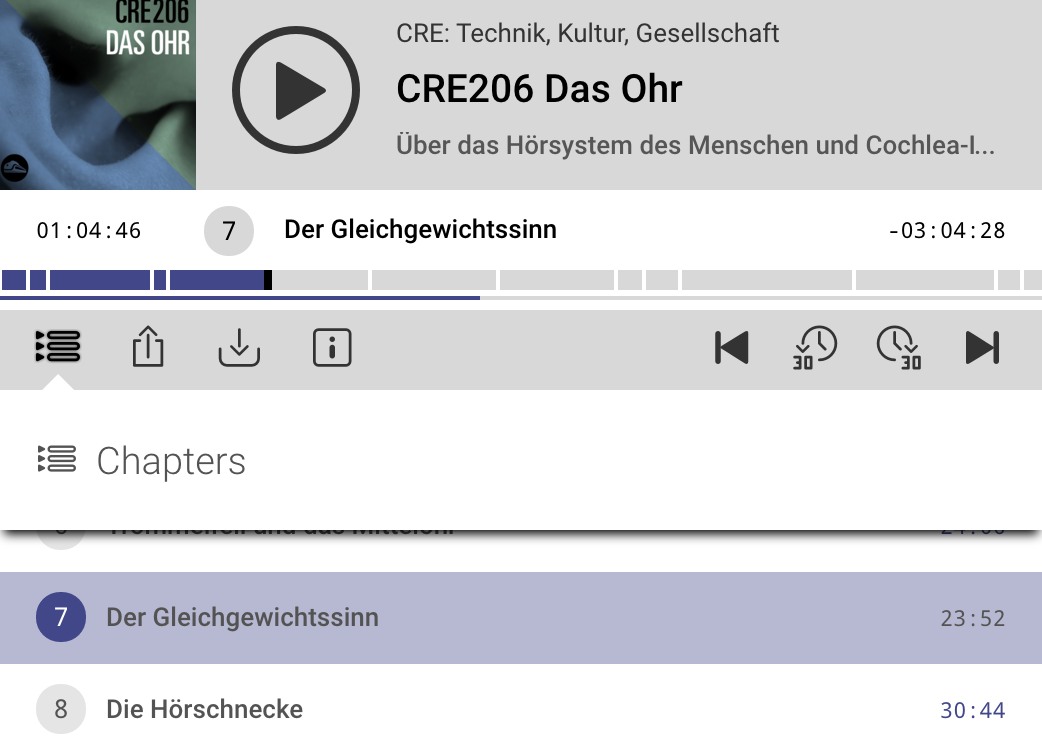 CRE206
DAS OHR
CRE: Technik, Kultur, Gesellschaft
CRE206 Das Ohr
Über das Hörsystem des Menschen und Cochlea-I...
01:04:46 7 Der Gleichgewichtssinn -03:04:28
30 30
Chapters
7 Der Gleichgewichtssinn 23:52
8 Die Hörschnecke 30:44